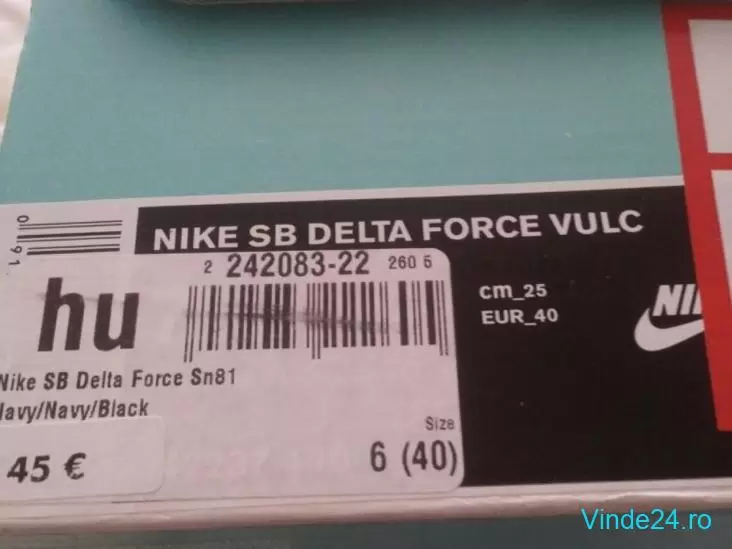 NIKE SB DELTA FORCE VULC
2 242083-22 260 6
hu
cm_25
EUR_40
Nike SB Delta Force Sn81
Navy/Navy/Black
Size
6 (40)
45 €
Vinde24.ro